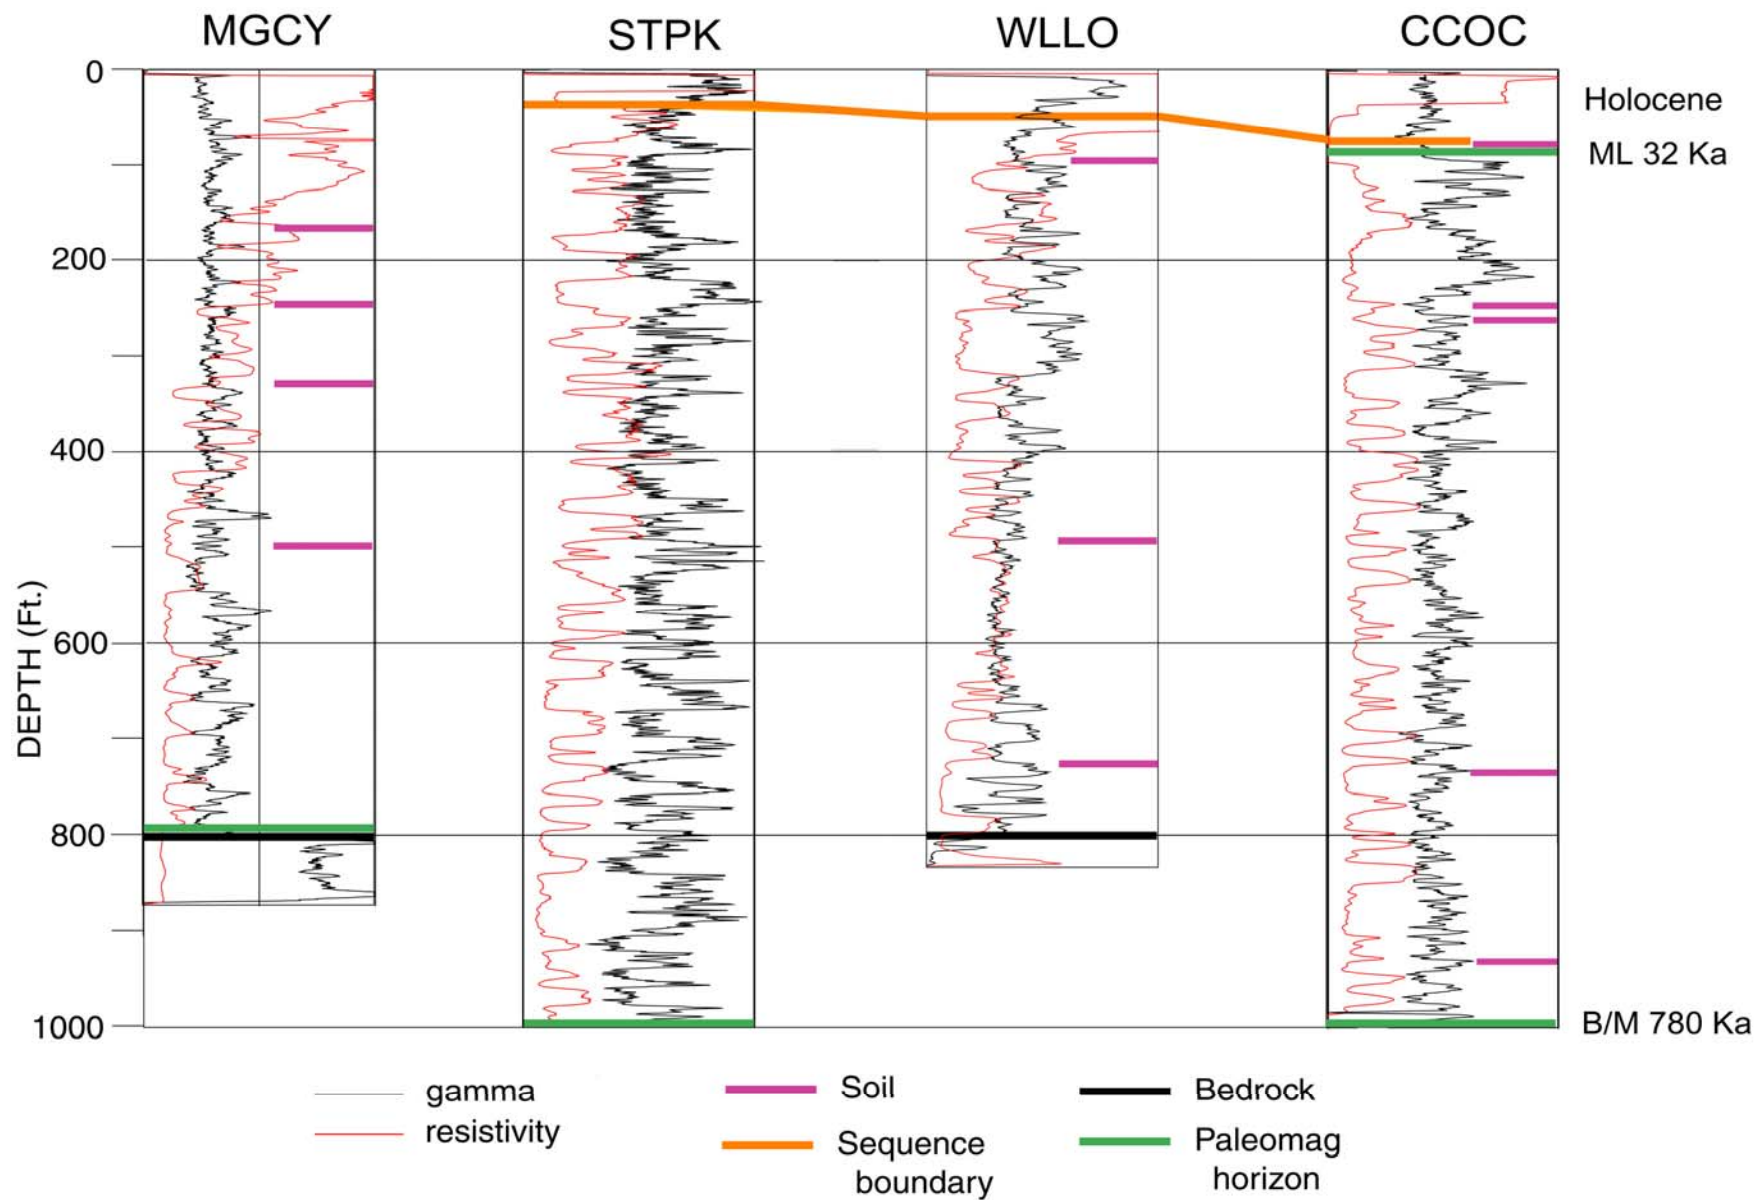 MGCY
STPK
WLLO
CCOC
0
200
400
600
800
1000
DEPTH (Ft.)
Holocene
ML 32 Ka
B/M 780 Ka
gamma
resistivity
Soil
Sequence
boundary
Bedrock
Paleomag
horizon